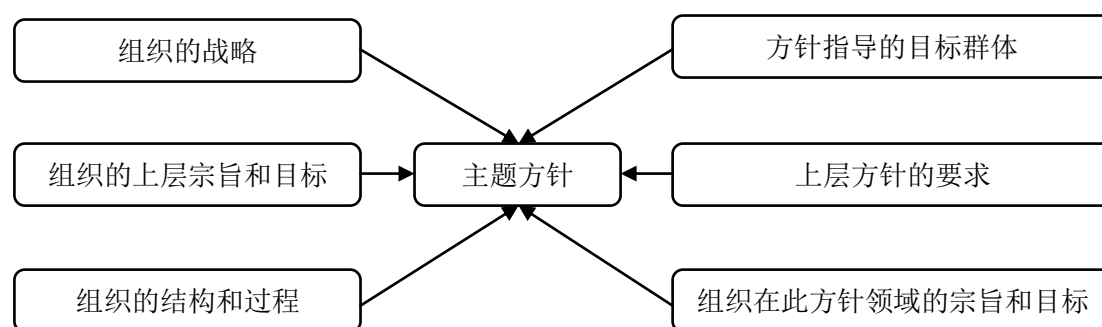 组织的战略
方针指导的目标群体
组织的上层宗旨和目标
主题方针
上层方针的要求
组织的结构和过程
组织在此方针领域的宗旨和目标